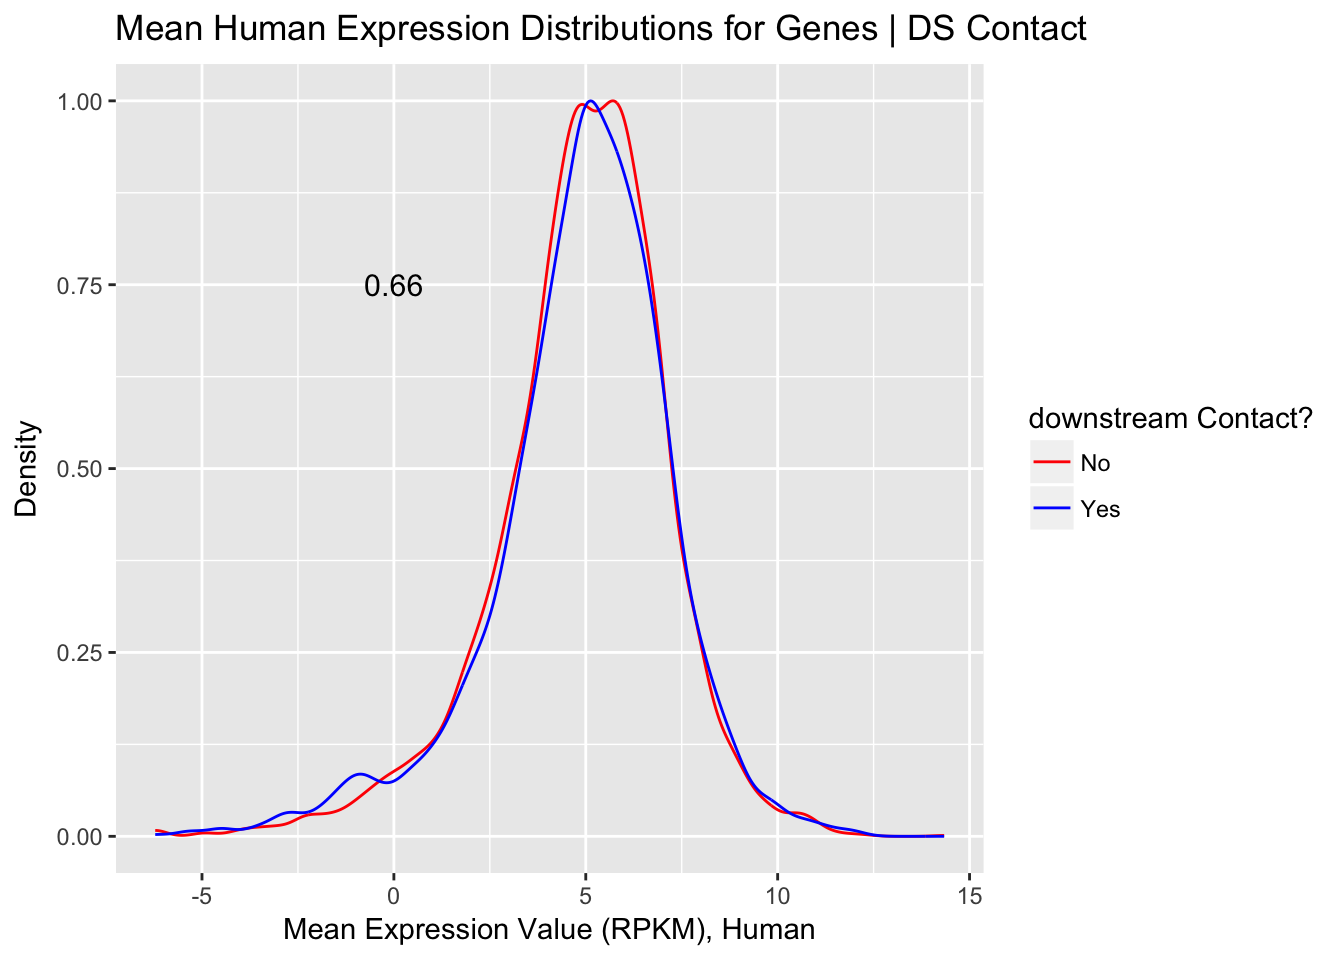 Mean Human Expression Distributions for Genes | DS Contact
1.00
0.75
0.50
0.25
0.00
Density
0.66
-5
0
5
10
15
Mean Expression Value (RPKM), Human
downstream Contact?
No
Yes